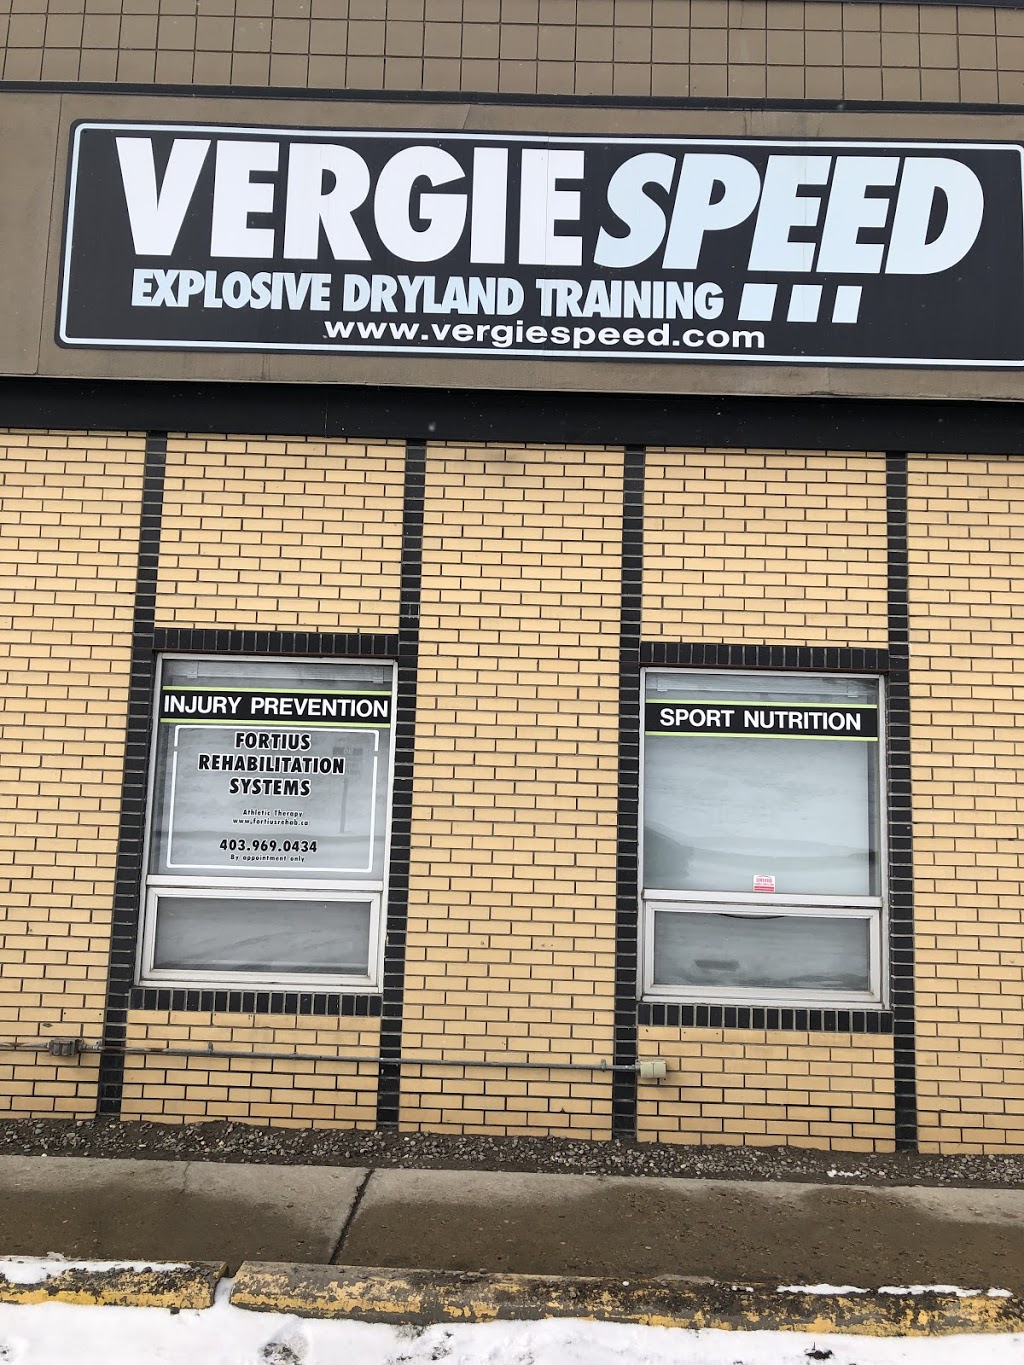 VERGIESPEED
EXPLOSIVE DRYLAND TRAINING
www.vergiespeed.com
INJURY PREVENTION
FORTIUS
REHABILITATION
SYSTEMS
Athletic Therapy
www.fortiusrehab.ca
403.969.0434
By appointment only
SPORT NUTRITION